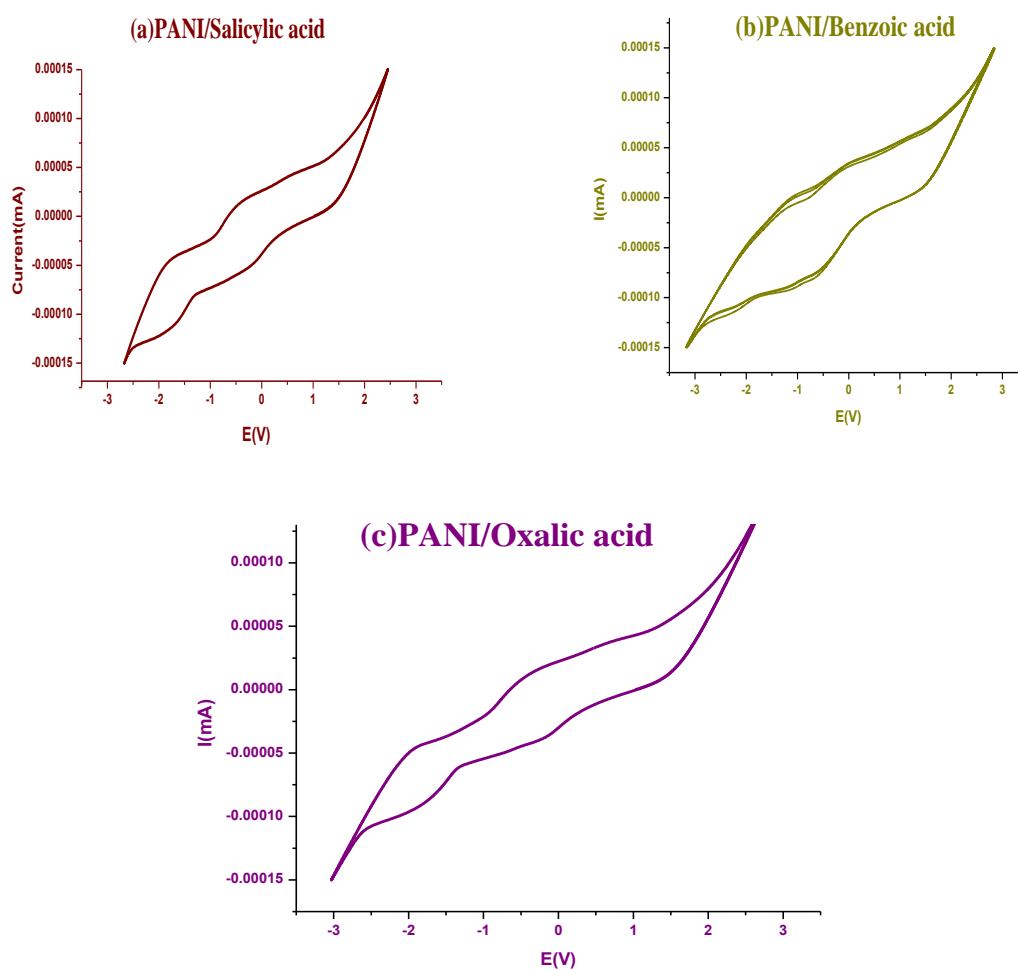 (a)PANI/Salicylic acid
0.00015
0.00010
0.00005
0.00000
-0.00005
-0.00010
-0.00015
Current(mA)
-3 -2 -1 0 1 2 3
E(V)
(b)PANI/Benzoic acid
0.00015
0.00010
0.00005
0.00000
-0.00005
-0.00010
-0.00015
I(mA)
-3 -2 -1 0 1 2 3
E(V)
(c)PANI/Oxalic acid
0.00010
0.00005
0.00000
-0.00005
-0.00010
-0.00015
I(mA)
-3 -2 -1 0 1 2 3
E(V)